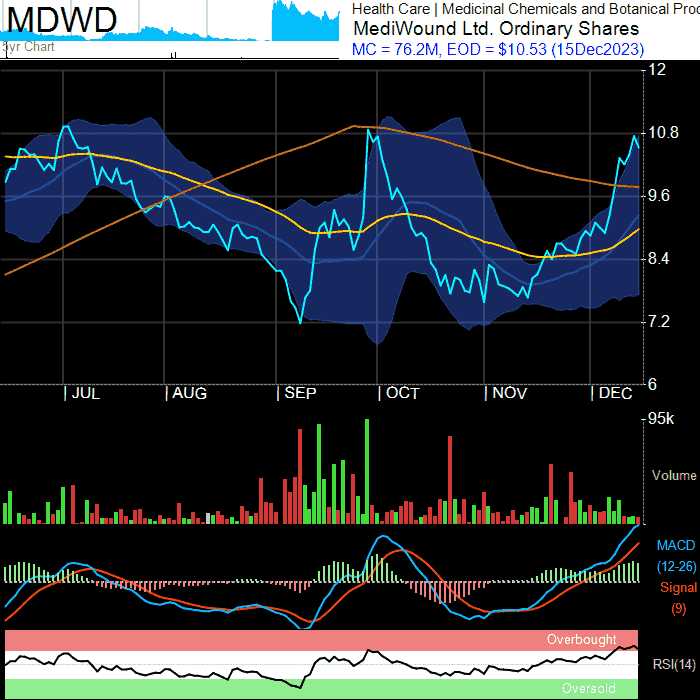 MDWD
5yr Chart
Health Care | Medicinal Chemicals and Botanical Proc
MediWound Ltd. Ordinary Shares
MC = 76.2M, EOD = $10.53 (15Dec2023)
12
10.8
9.6
8.4
7.2
6
| JUL | AUG | SEP | OCT | NOV | DEC
95k
Volume
MACD
(12-26)
Signal
(9)
Overbought
RSI(14)
Oversold